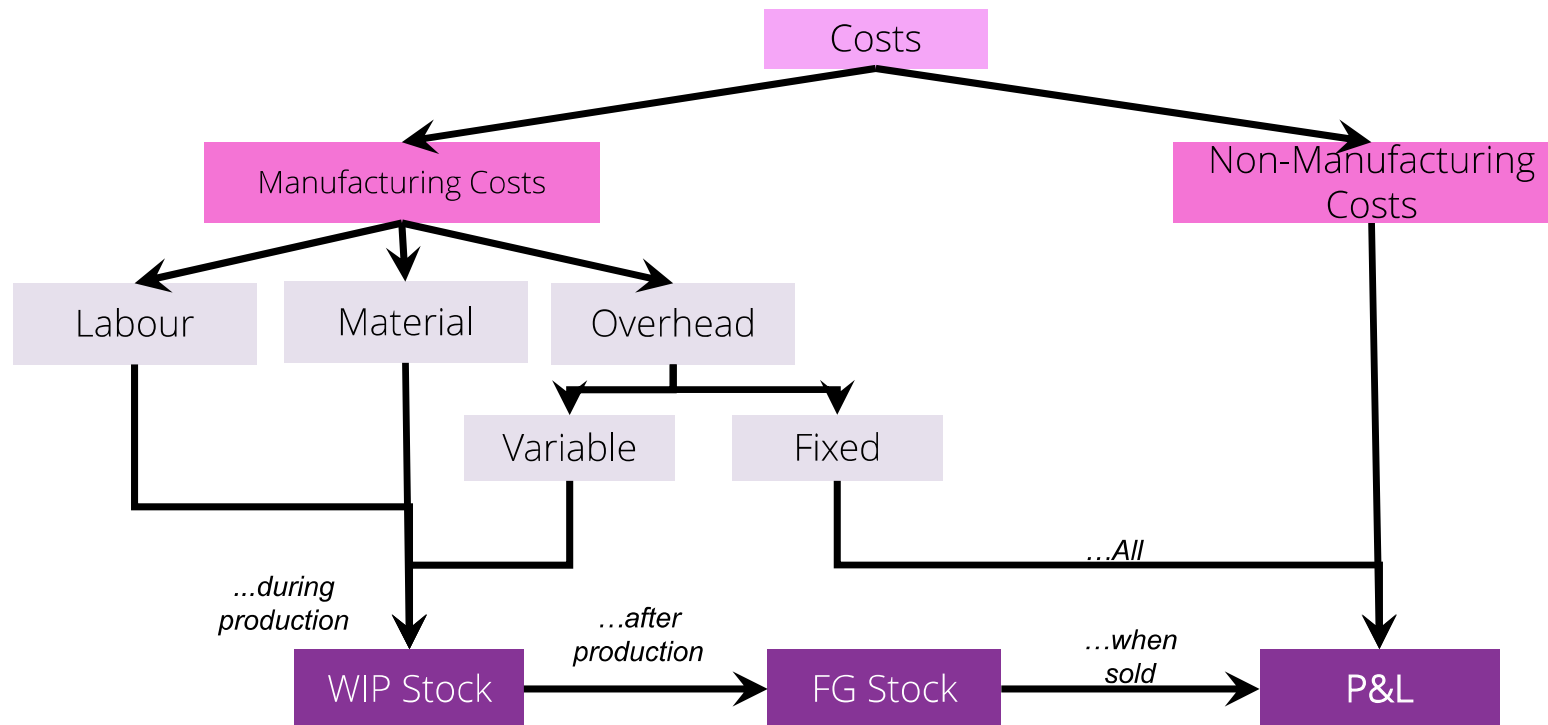 Costs
Manufacturing Costs
Non-Manufacturing
Costs
Labour
Material
Overhead
Variable
Fixed
…All
...during
production
…after
production
…when
sold
WIP Stock
FG Stock
P&L